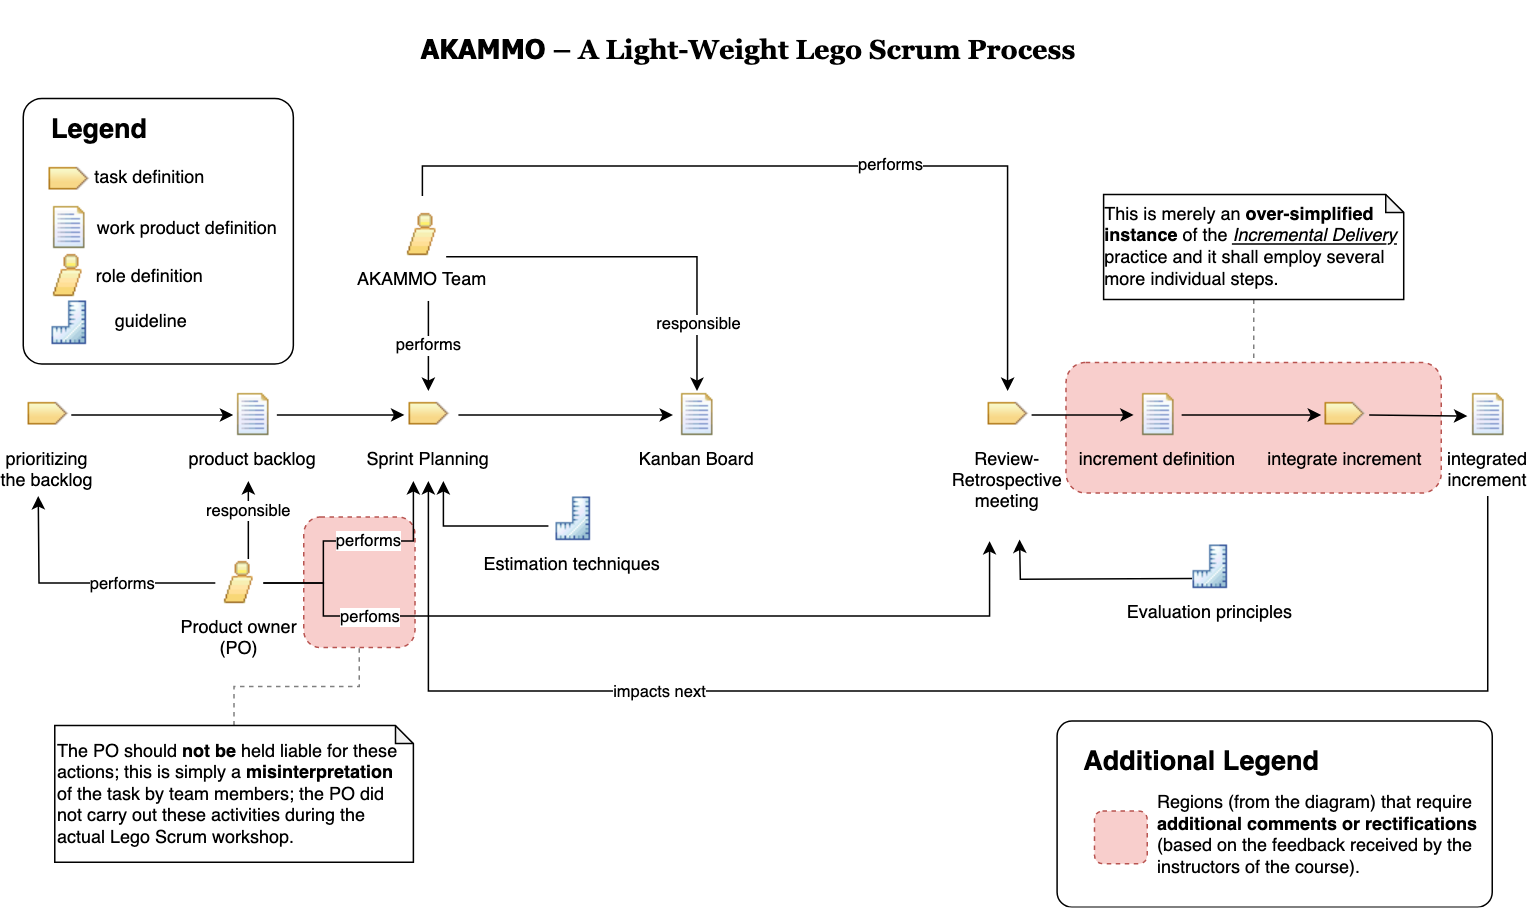 AKAMMO – A Light-Weight Lego Scrum Process
Legend
task definition
work product definition
role definition
guideline
performs
AKAMMO Team
performs
responsible
This is merely an over-simplified
instance of the Incremental Delivery
practice and it shall employ several
more individual steps.
prioritizing
the backlog
product backlog
Sprint Planning
Kanban Board
Review-
Retrospective
meeting
increment definition
integrate increment
integrated
increment
responsible
performs
performs
perfoms
Product owner
(PO)
Estimation techniques
Evaluation principles
impacts next
The PO should not be held liable for these
actions; this is simply a misinterpretation
of the task by team members; the PO did
not carry out these activities during the
actual Lego Scrum workshop.
Additional Legend
Regions (from the diagram) that require
additional comments or rectifications
(based on the feedback received by the
instructors of the course).